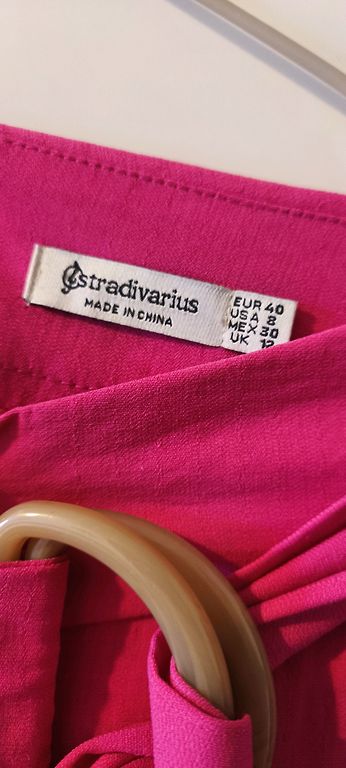 stradivarius
MADE IN CHINA
EUR 40
USA 8
MEX 30
UK 12